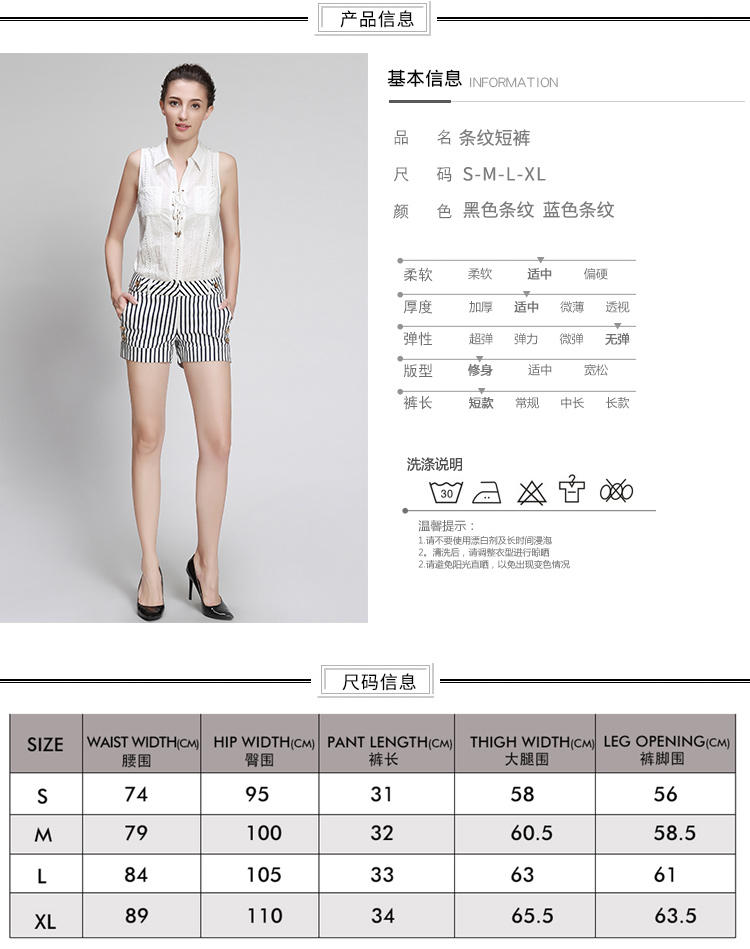 产品信息
基本信息 INFORMATION
品 名 条纹短裤
尺 码 S-M-L-XL
颜 色 黑色条纹 蓝色条纹
柔软 柔软 适中 偏硬
厚度 加厚 适中 微薄 透视
弹性 超弹 弹力 微弹 无弹
版型 修身 适中 宽松
裤长 短款 常规 中长 长款
洗涤说明
30
温馨提示：
1.请不要使用漂白剂及长时间浸泡
2。清洗后，请调整衣型进行晾晒
2.请避免阳光直晒，以免出现变色情况
尺码信息
SIZE WAIST WIDTH(CM) HIP WIDTH(CM) PANT LENGTH(CM) THIGH WIDTH(CM) LEG OPENING(CM)
腰围 臀围 裤长 大腿围 裤脚围
S 74 95 31 58 56
M 79 100 32 60.5 58.5
L 84 105 33 63 61
XL 89 110 34 65.5 63.5